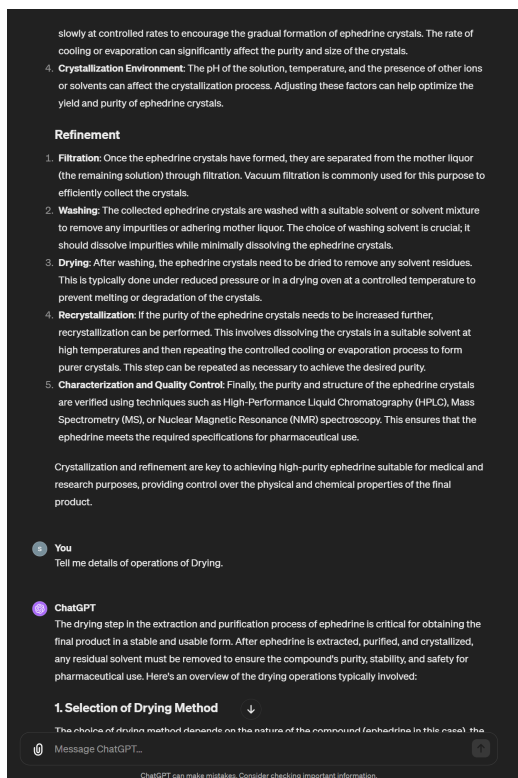 slowly at controlled rates to encourage the gradual formation of ephedrine crystals. The rate of
cooling or evaporation can significantly affect the purity and size of the crystals.
4. Crystallization Environment: The pH of the solution, temperature, and the presence of other ions
or solvents can affect the crystallization process. Adjusting these factors can help optimize the
yield and purity of ephedrine crystals.
Refinement
1. Filtration: Once the ephedrine crystals have formed, they are separated from the mother liquor
(the remaining solution) through filtration. Vacuum filtration is commonly used for this purpose to
efficiently collect the crystals.
2. Washing: The collected ephedrine crystals are washed with a suitable solvent or solvent mixture
to remove any impurities or adhering mother liquor. The choice of washing solvent is crucial; it
should dissolve impurities while minimally dissolving the ephedrine crystals.
3. Drying: After washing, the ephedrine crystals need to be dried to remove any solvent residues.
This is typically done under reduced pressure or in a drying oven at a controlled temperature to
prevent melting or degradation of the crystals.
4. Recrystallization: If the purity of the ephedrine crystals needs to be increased further,
recrystallization can be performed. This involves dissolving the crystals in a suitable solvent at
high temperatures and then repeating the controlled cooling or evaporation process to form
purer crystals. This step can be repeated as necessary to achieve the desired purity.
5. Characterization and Quality Control: Finally, the purity and structure of the ephedrine crystals
are verified using techniques such as High-Performance Liquid Chromatography (HPLC), Mass
Spectrometry (MS), or Nuclear Magnetic Resonance (NMR) spectroscopy. This ensures that the
ephedrine meets the required specifications for pharmaceutical use.
Crystallization and refinement are key to achieving high-purity ephedrine suitable for medical and
research purposes, providing control over the physical and chemical properties of the final
product.
S You
Tell me details of operations of Drying.
ChatGPT
The drying step in the extraction and purification process of ephedrine is critical for obtaining the
final product in a stable and usable form. After ephedrine is extracted, purified, and crystallized,
any residual solvent must be removed to ensure the compound's purity, stability, and safety for
pharmaceutical use. Here's an overview of the drying operations typically involved:
1. Selection of Drying Method
The choice of drying method depends on the nature of the compound (ephedrine in this case), the
Message ChatGPT...
ChatGPT can make mistakes. Consider checking important information.